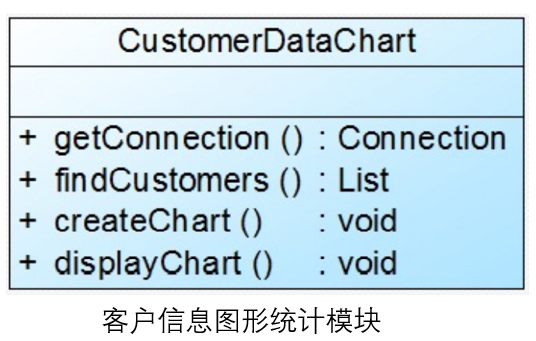 CustomerDataChart
+ getConnection () : Connection
+ findCustomers () : List
+ createChart () : void
+ displayChart () : void
客户信息图形统计模块